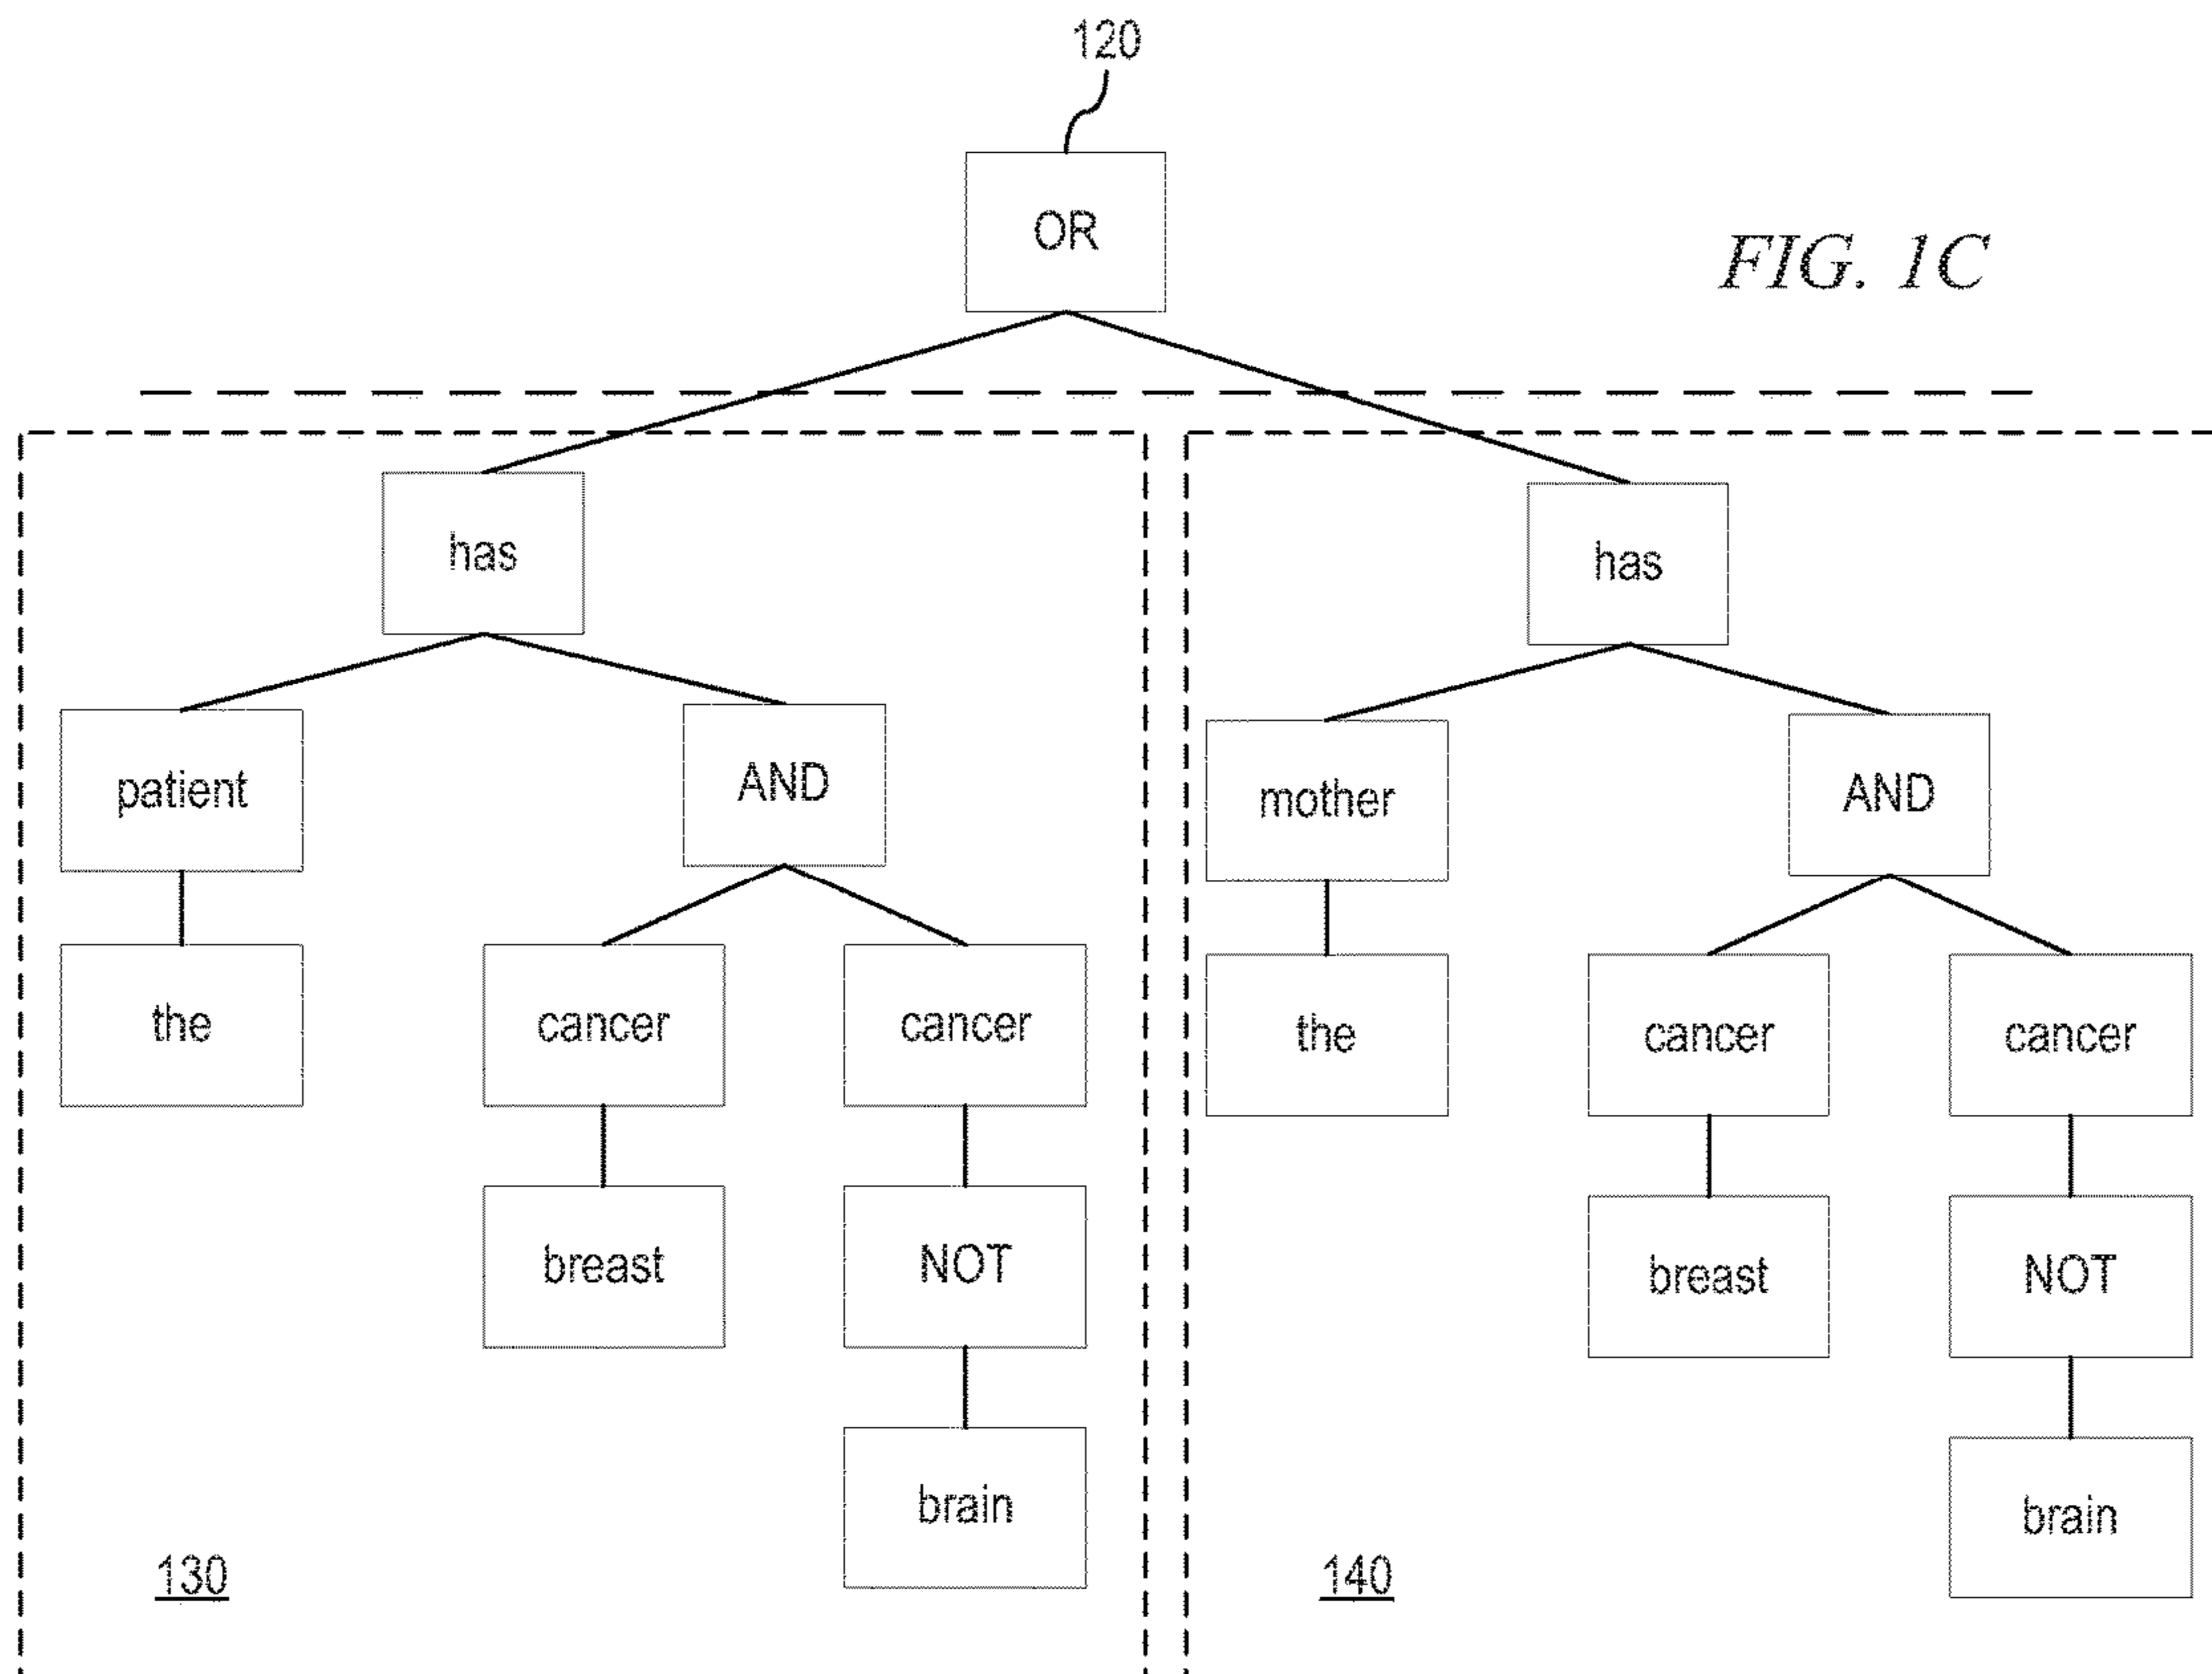 120
OR
FIG. 1C
has
has
patient
AND
mother
AND
the
cancer
cancer
the
cancer
cancer
breast
NOT
breast
NOT
brain
brain
130
140